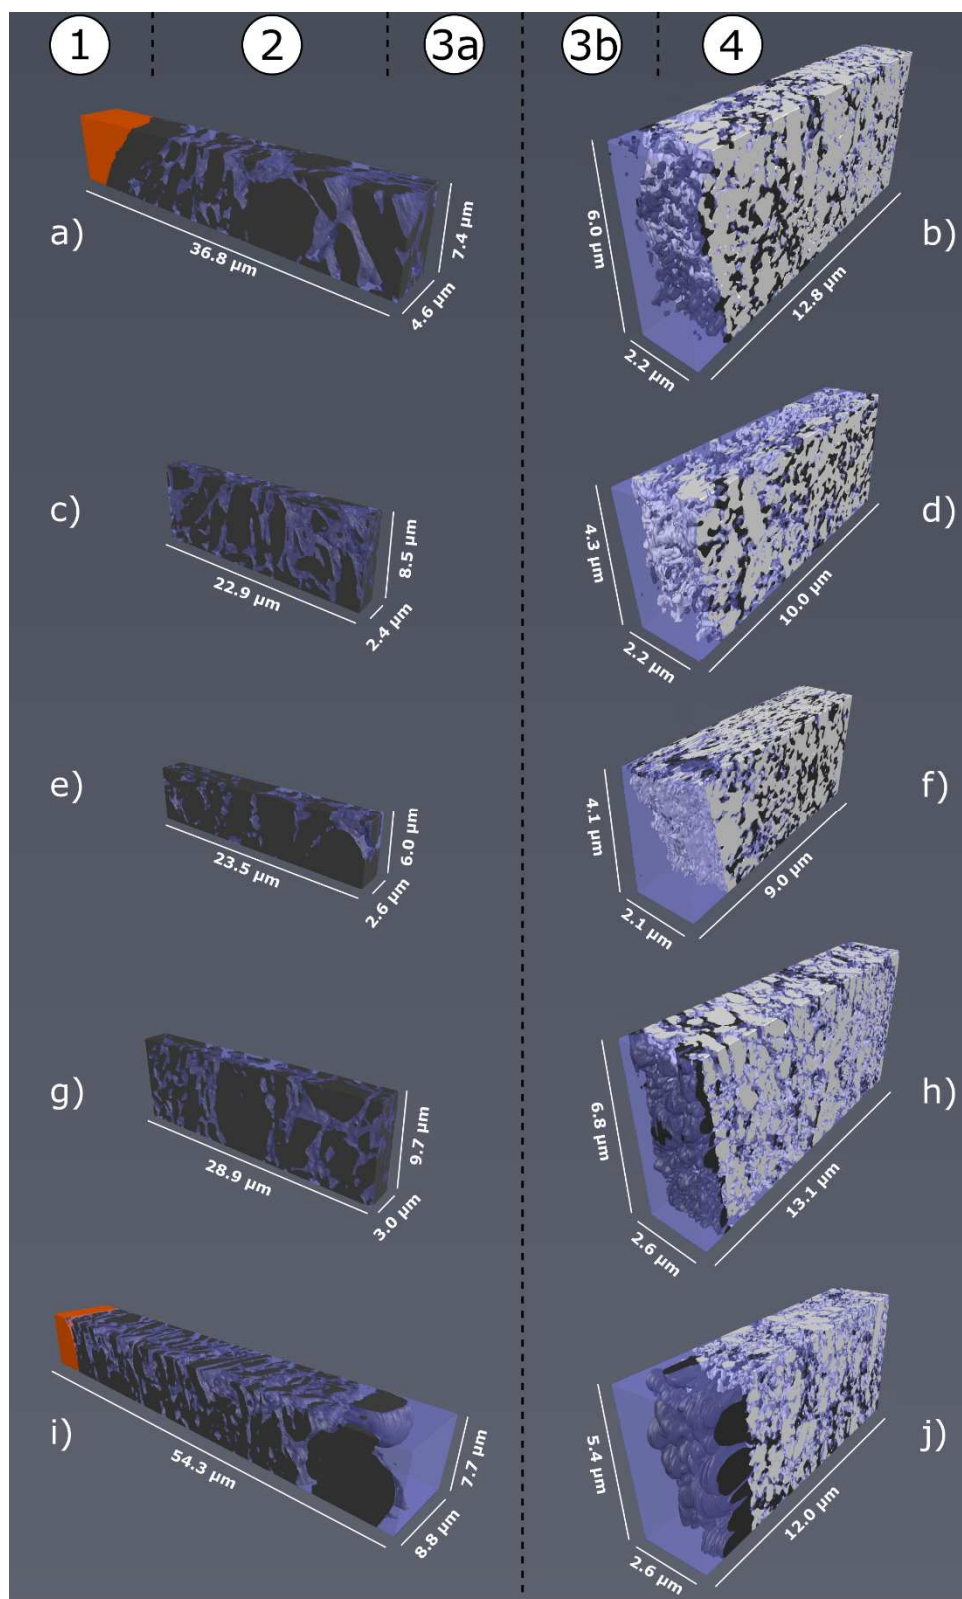 1 2 3a 3b 4
a)
36.8 µm
4.6 µm
7.4 µm
b)
6.0 µm
2.2 µm
12.8 µm
c)
22.9 µm
2.4 µm
8.5 µm
d)
4.3 µm
2.2 µm
10.0 µm
e)
23.5 µm
2.6 µm
6.0 µm
f)
4.1 µm
2.1 µm
9.0 µm
g)
28.9 µm
3.0 µm
9.7 µm
h)
6.8 µm
2.6 µm
13.1 µm
i)
54.3 µm
8.8 µm
7.7 µm
j)
5.4 µm
2.6 µm
12.0 µm